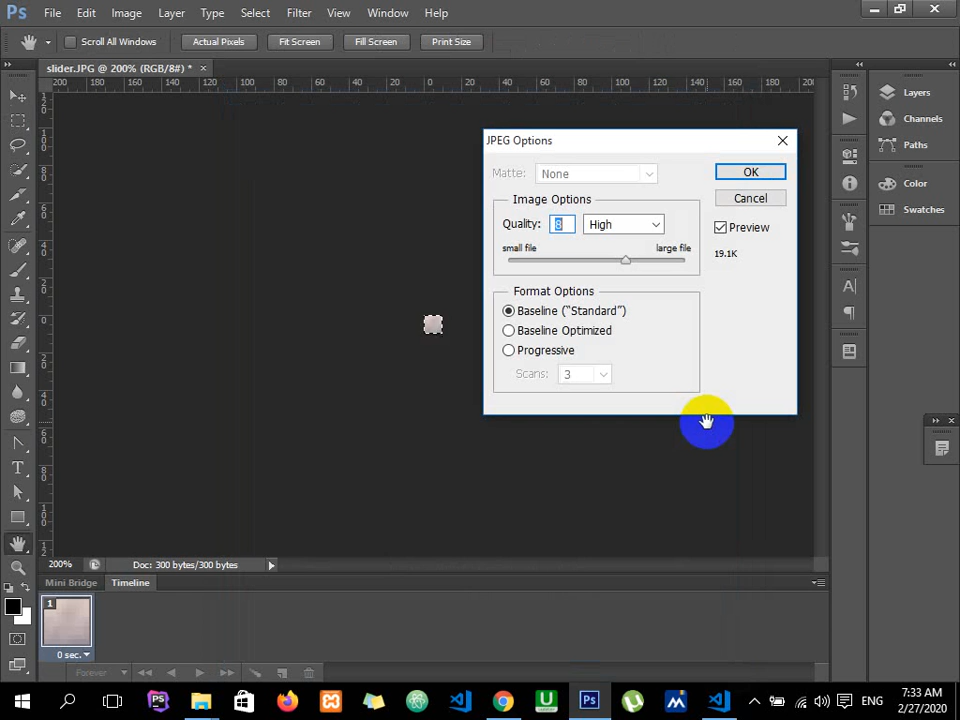 Ps File Edit Image Layer Type Select Filter View Window Help
Scroll All Windows Actual Pixels Fit Screen Fill Screen Print Size
slider.JPG @ 200% (RGB/8#) * ×
200 180 160 140 120 100 80 60 40 20 0 20 40 60 80 100 120 140 160 180 200
Layers
Channels
Paths
Color
Swatches
JPEG Options
Matte: None
OK
Cancel
Preview
19.1K
Image Options
Quality: 8 High
small file large file
Format Options
Baseline ("Standard")
Baseline Optimized
Progressive
Scans: 3
200% Doc: 300 bytes/300 bytes
Mini Bridge Timeline
1
0 sec.
Forever
ENG
7:33 AM
2/27/2020